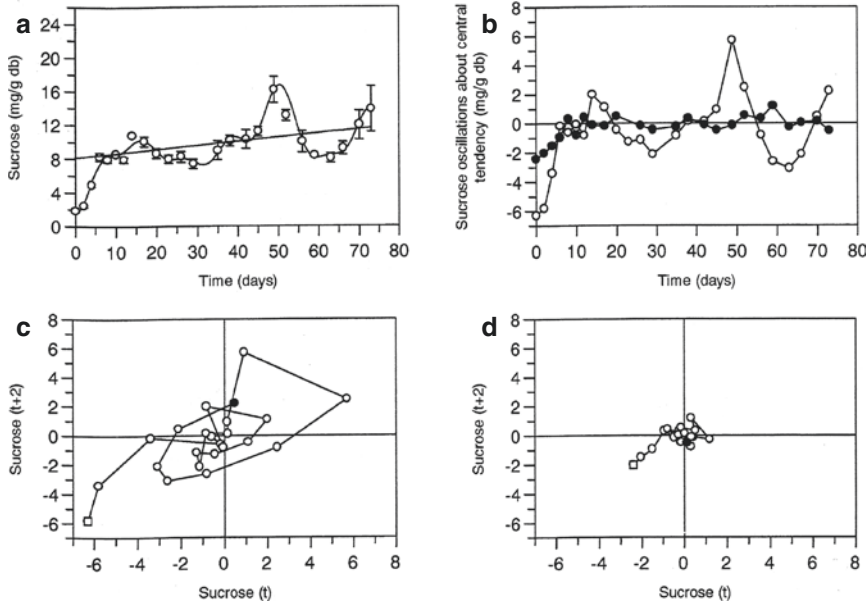 a
Sucrose (mg/g db)
24
20
16
12
8
4
0
0 10 20 30 40 50 60 70 80
Time (days)
b
Sucrose oscillations about central
tendency (mg/g db)
8
6
4
2
0
-2
-4
-6
0 10 20 30 40 50 60 70 80
Time (days)
c
Sucrose (t+2)
8
6
4
2
0
-2
-4
-6
-6 -4 -2 0 2 4 6 8
Sucrose (t)
d
Sucrose (t+2)
8
6
4
2
0
-2
-4
-6
-6 -4 -2 0 2 4 6 8
Sucrose (t)